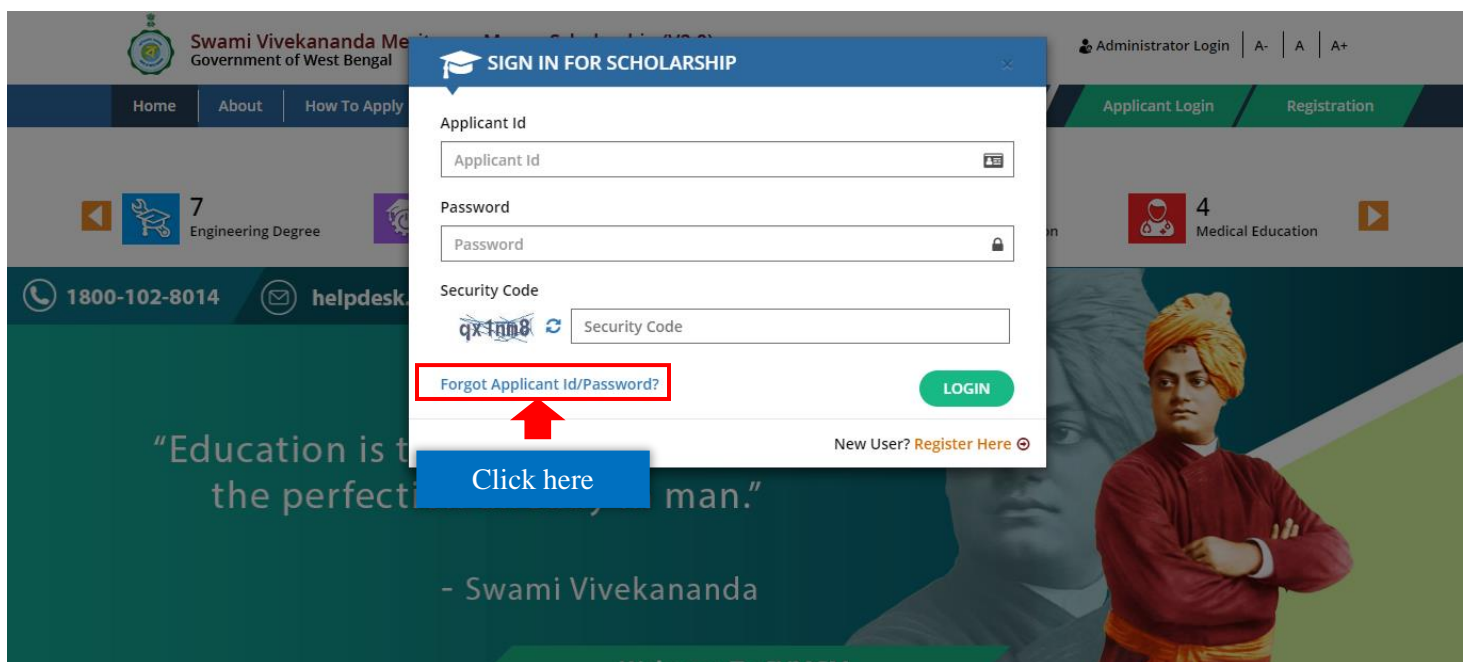 Swami Vivekananda Me
Government of West Bengal
Administrator Login A- A A+
SIGN IN FOR SCHOLARSHIP
Home About How To Apply
Applicant Login Registration
Applicant Id
Applicant Id
Password
Password
7
Engineering Degree
4
Medical Education
Security Code
qx1nm8 Security Code
1800-102-8014 helpdesk.
Forgot Applicant Id/Password?
LOGIN
New User? Register Here
Click here
"Education is t
the perfecti man."
- Swami Vivekananda